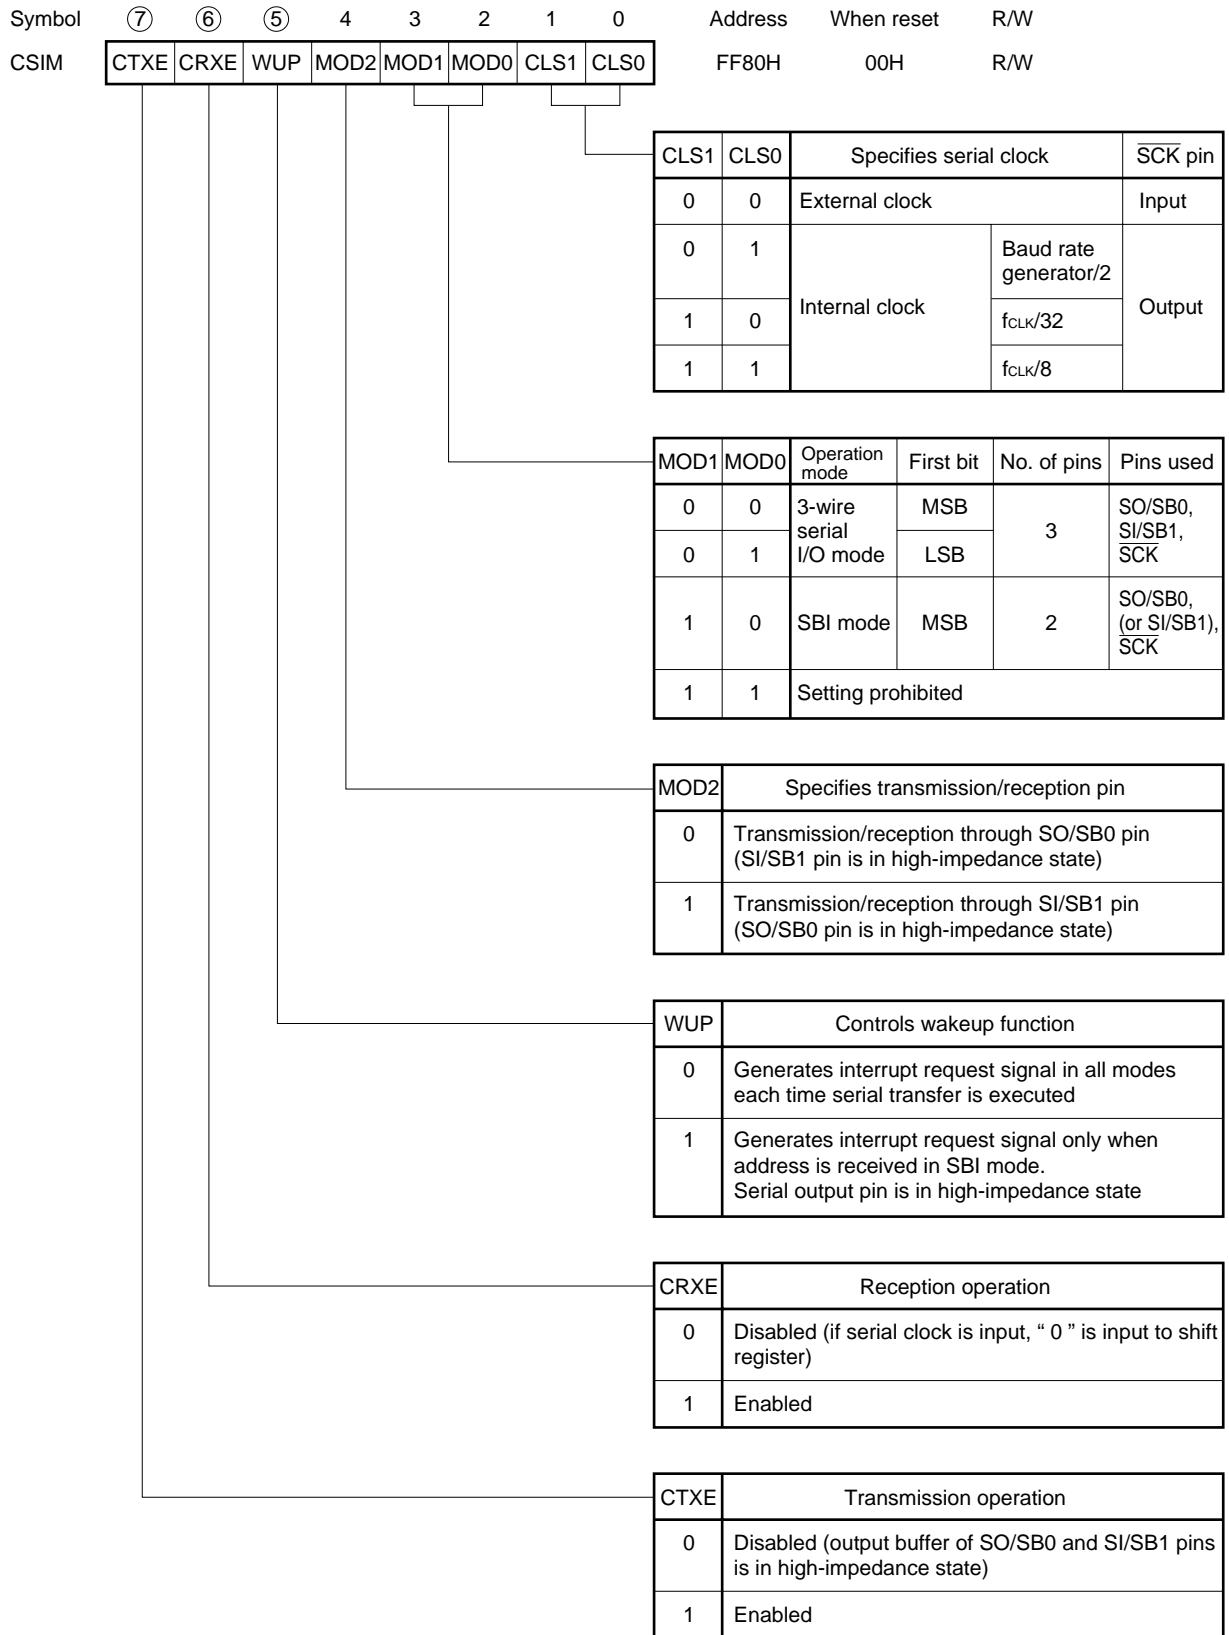 Symbol ⑦ ⑥ ⑤ 4 3 2 1 0 Address When reset R/W
CSIM CTXE CRXE WUP MOD2 MOD1 MOD0 CLS1 CLS0 FF80H 00H R/W
CLS1 CLS0 Specifies serial clock S̅C̅K̅ pin
0 0 External clock Input
0 1 Internal clock Baud rate
generator/2 Output
1 0 fCLK/32
1 1 fCLK/8
MOD1 MOD0 Operation
mode First bit No. of pins Pins used
0 0 3-wire
serial
I/O mode MSB 3 SO/SB0,
SI/SB1,
S̅C̅K̅
0 1 LSB
1 0 SBI mode MSB 2 SO/SB0,
(or SI/SB1),
S̅C̅K̅
1 1 Setting prohibited
MOD2 Specifies transmission/reception pin
0 Transmission/reception through SO/SB0 pin
(SI/SB1 pin is in high-impedance state)
1 Transmission/reception through SI/SB1 pin
(SO/SB0 pin is in high-impedance state)
WUP Controls wakeup function
0 Generates interrupt request signal in all modes
each time serial transfer is executed
1 Generates interrupt request signal only when
address is received in SBI mode.
Serial output pin is in high-impedance state
CRXE Reception operation
0 Disabled (if serial clock is input, “ 0 ” is input to shift
register)
1 Enabled
CTXE Transmission operation
0 Disabled (output buffer of SO/SB0 and SI/SB1 pins
is in high-impedance state)
1 Enabled